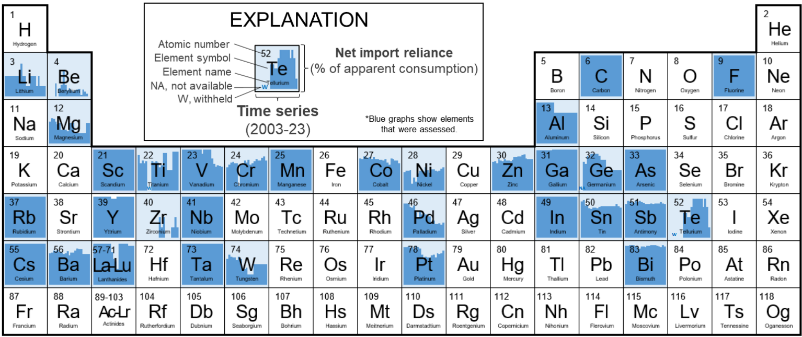 EXPLANATION
Atomic number
Element symbol
Element name
NA, not available
W, withheld
52
Te
Tellurium
W
Net import reliance
(% of apparent consumption)
Time series
(2003-23)
*Blue graphs show elements
that were assessed.
1 2
H He
Hydrogen Helium
3 4 5 6 7 8 9 10
Li Be B C N O F Ne
Lithium Beryllium Boron Carbon Nitrogen Oxygen Fluorine Neon
11 12 13 14 15 16 17 18
Na Mg Al Si P S Cl Ar
Sodium Magnesium Aluminum Silicon Phosphorus Sulfur Chlorine Argon
19 20 21 22 23 24 25 26 27 28 29 30 31 32 33 34 35 36
K Ca Sc Ti V Cr Mn Fe Co Ni Cu Zn Ga Ge As Se Br Kr
Potassium Calcium Scandium Titanium Vanadium Chromium Manganese Iron Cobalt Nickel Copper Zinc Gallium Germanium Arsenic Selenium Bromine Krypton
37 38 39 40 41 42 43 44 45 46 47 48 49 50 51 52 53 54
Rb Sr Y Zr Nb Mo Tc Ru Rh Pd Ag Cd In Sn Sb Te I Xe
Rubidium Strontium Yttrium Zirconium Niobium Molybdenum Technetium Ruthenium Rhodium Palladium Silver Cadmium Indium Tin Antimony W Tellurium Iodine Xenon
55 56 57-71 72 73 74 75 76 77 78 79 80 81 82 83 84 85 86
Cs Ba La-Lu Hf Ta W Re Os Ir Pt Au Hg Tl Pb Bi Po At Rn
Cesium Barium Lanthanides Hafnium Tantalum Tungsten Rhenium Osmium Iridium Platinum Gold Mercury Thallium Lead Bismuth Polonium Astatine Radon
87 88 89-103 104 105 106 107 108 109 110 111 112 113 114 115 116 117 118
Fr Ra Ac-Lr Rf Db Sg Bh Hs Mt Ds Rg Cn Nh Fl Mc Lv Ts Og
Francium Radium Actinides Rutherfordium Dubnium Seaborgium Bohrium Hassium Meitnerium Darmstadtium Roentgenium Copernicium Nihonium Flerovium Moscovium Livermorium Tennessine Oganesson